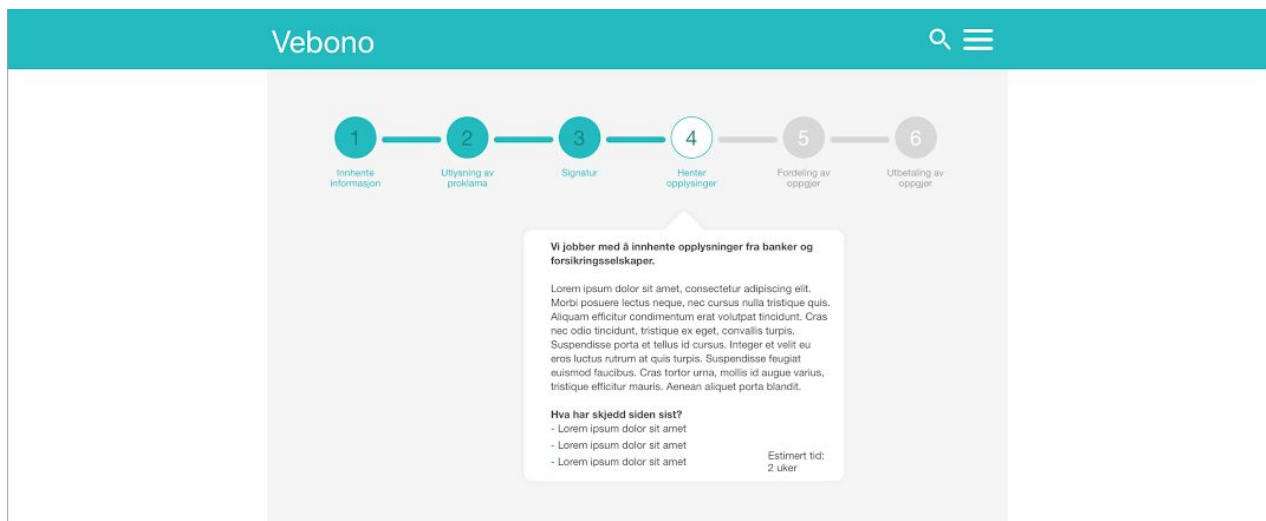 Vebono
1
2
3
4
5
6
Innhente
informasjon
Utlysning av
proklama
Signatur
Henter
opplysinger
Fordeling av
oppgjør
Utbetaling av
oppgjør
Vi jobber med å innhente opplysninger fra banker og
forsikringsselskaper.
Lorem ipsum dolor sit amet, consectetur adipiscing elit.
Morbi posuere lectus neque, nec cursus nulla tristique quis.
Aliquam efficitur condimentum erat volutpat tincidunt. Cras
nec odio tincidunt, tristique ex eget, convallis turpis.
Suspendisse porta et tellus id cursus. Integer et velit eu
eros luctus rutrum at quis turpis. Suspendisse feugiat
euismod faucibus. Cras tortor urna, mollis id augue varius,
tristique efficitur mauris. Aenean aliquet porta blandit.
Hva har skjedd siden sist?
- Lorem ipsum dolor sit amet
- Lorem ipsum dolor sit amet
- Lorem ipsum dolor sit amet
Estimert tid:
2 uker